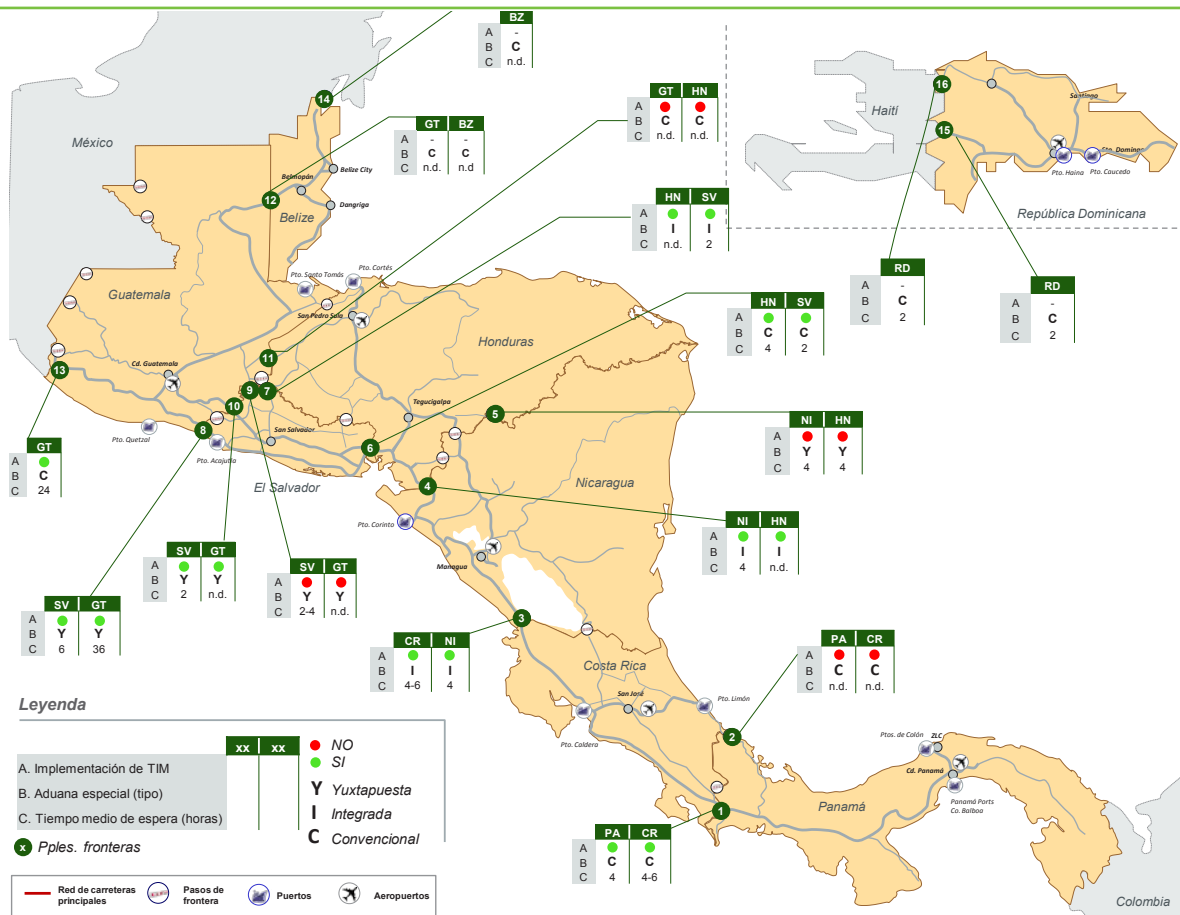 BZ
A -
B C
C n.d.
14
GT BZ
A - -
B C C
C n.d. n.d
GT HN
A
B C C
C n.d. n.d.
México
Belmopán
Belize City
12
Dangriga
Belize
HN SV
A
B I I
C n.d. 2
16
Haití
Santiago
15
Sto. Domingo
Pto. Haina
Pto. Caucedo
República Dominicana
RD
A -
B C
C 2
RD
A -
B C
C 2
Guatemala
Pto. Santo Tomás
Pto. Cortés
San Pedro Sula
HN SV
A
B C C
C 4 2
Honduras
11
13
Cd. Guatemala
9
7
10
Tegucigalpa
5
8
San Salvador
6
Pto. Quetzal
Pto. Acajutla
El Salvador
4
Nicaragua
NI HN
A
B Y Y
C 4 4
GT
A
B C
C 24
Pto. Corinto
Managua
NI HN
A
B I I
C 4 n.d.
SV GT
A
B Y Y
C 2 n.d.
SV GT
A
B Y Y
C 2-4 n.d.
SV GT
A
B Y Y
C 6 36
3
CR NI
A
B I I
C 4-6 4
Costa Rica
San José
Pto. Limón
Pto. Caldera
2
PA CR
A
B C C
C n.d. n.d.
Ptos. de Colón
ZLC
Cd. Panamá
Panamá Ports
Co. Balboa
Panamá
1
PA CR
A
B C C
C 4 4-6
Colombia
Leyenda
xx xx
NO
SI
A. Implementación de TIM
B. Aduana especial (tipo)
C. Tiempo medio de espera (horas)
Y Yuxtapuesta
I Integrada
C Convencional
x Pples. fronteras
Red de carreteras
principales
Pasos de
frontera
Puertos
Aeropuertos